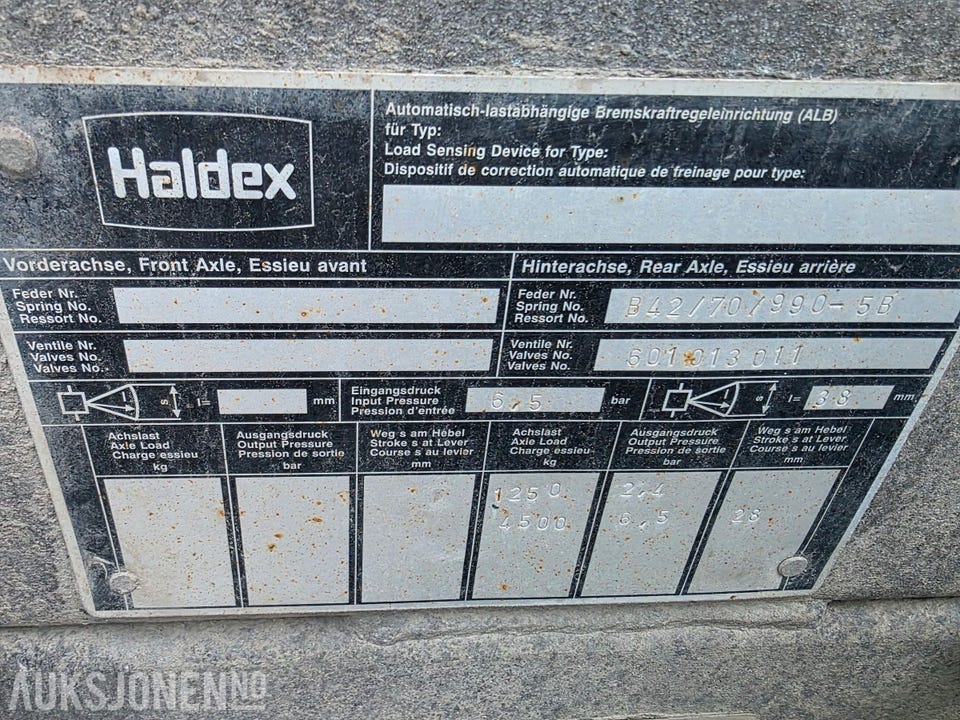 Haldex
Automatisch-lastabhängige Bremskraftregeleinrichtung (ALB)
für Typ:
Load Sensing Device for Type:
Dispositif de correction automatique de freinage pour type:
Vorderachse, Front Axle, Essieu avant
Hinterachse, Rear Axle, Essieu arrière
Feder Nr.
Spring No.
Ressort No.
Feder Nr.
Spring No.
Ressort No.
B42/70/990-5B
Ventile Nr.
Valves No.
Valves No.
Ventile Nr.
Valves No.
Valves No.
601 013 011
s
l=
mm
Eingangsdruck
Input Pressure
Pression d'entrée
6,5
bar
s
l=
38
mm
Achslast
Axle Load
Charge essieu
kg
Ausgangsdruck
Output Pressure
Pression de sortie
bar
Weg s am Hebel
Stroke s at Lever
Course s au levier
mm
Achslast
Axle Load
Charge essieu
kg
Ausgangsdruck
Output Pressure
Pression de sortie
bar
Weg s am Hebel
Stroke s at Lever
Course s au levier
mm
1250 2,4
4500 6,5 28
AUKSJONEN.NO